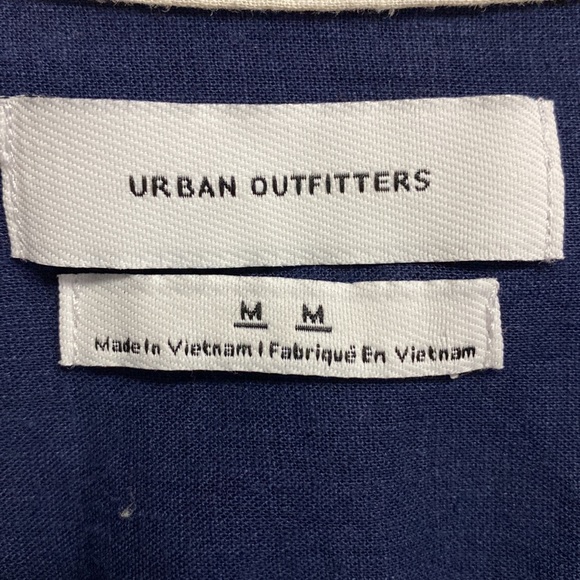 URBAN OUTFITTERS
M M
Made In Vietnam | Fabriqué En Vietnam